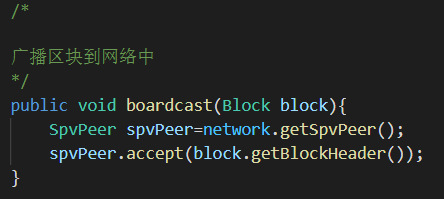 /*
广播区块到网络中
*/
public void boardcast(Block block){
    SpvPeer spvPeer=network.getSpvPeer();
    spvPeer.accept(block.getBlockHeader());
}